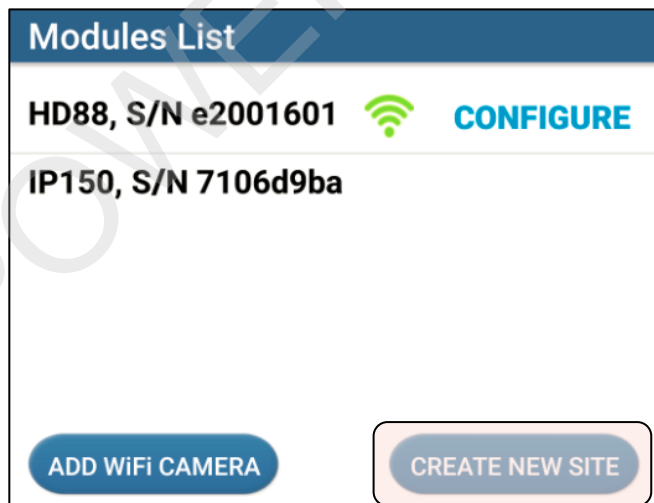 Modules List
HD88, S/N e2001601 CONFIGURE
IP150, S/N 7106d9ba
ADD WiFi CAMERA CREATE NEW SITE